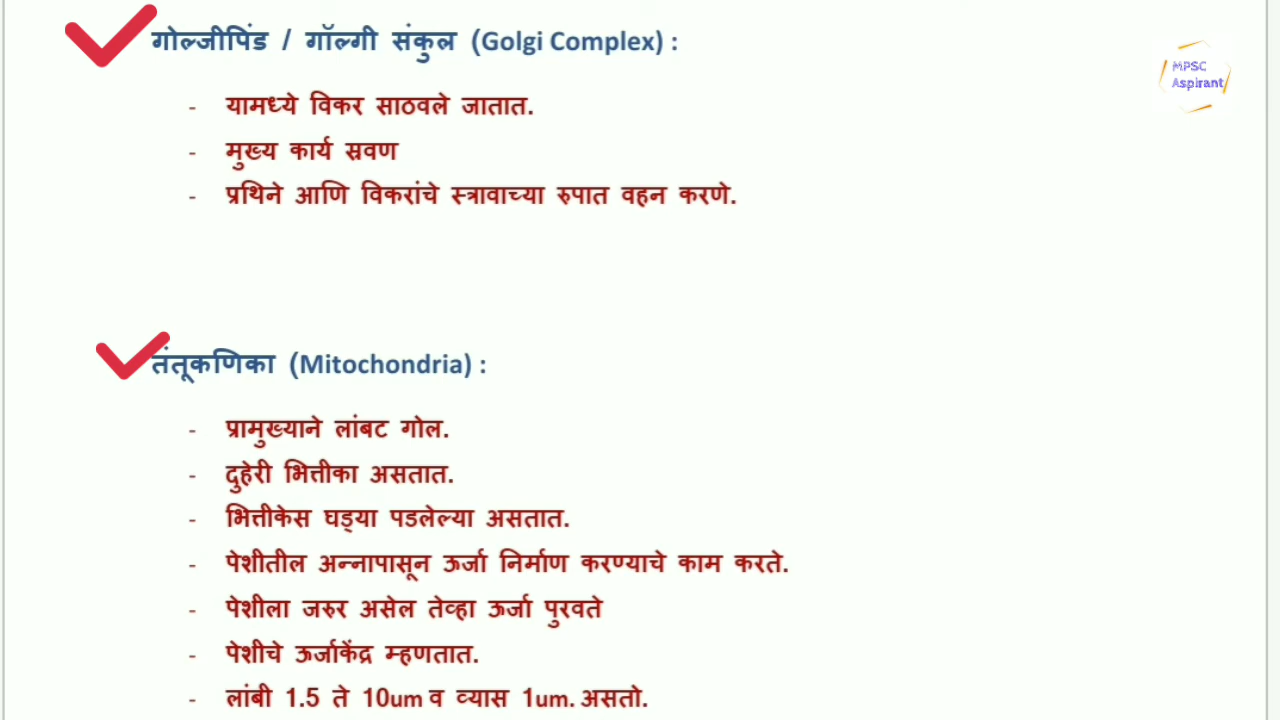 गोल्जीपिंड / गॉल्गी संकुल (Golgi Complex) :
MPSC
Aspirant
- यामध्ये विकर साठवले जातात.
- मुख्य कार्य स्रवण
- प्रथिने आणि विकरांचे स्त्रावाच्या रुपात वहन करणे.
तंतूकणिका (Mitochondria) :
- प्रामुख्याने लांबट गोल.
- दुहेरी भित्तीका असतात.
- भित्तीकेस घड्या पडलेल्या असतात.
- पेशीतील अन्नापासून ऊर्जा निर्माण करण्याचे काम करते.
- पेशीला जरुर असेल तेव्हा ऊर्जा पुरवते
- पेशीचे ऊर्जाकेंद्र म्हणतात.
- लांबी 1.5 ते 10um व व्यास 1um. असतो.